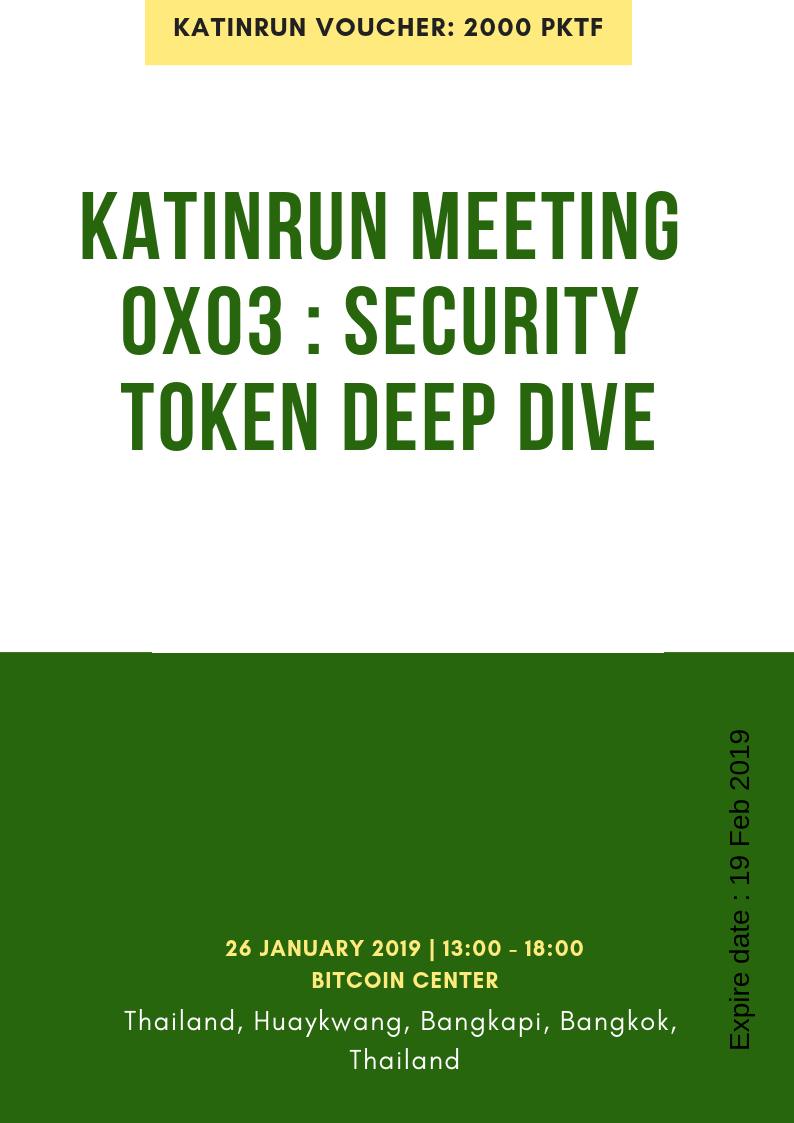 KATINRUN VOUCHER: 2000 PKTF
KATINRUN MEETING
0X03 : SECURITY
TOKEN DEEP DIVE
Expire date : 19 Feb 2019
26 JANUARY 2019 | 13:00 - 18:00
BITCOIN CENTER
Thailand, Huaykwang, Bangkapi, Bangkok,
Thailand